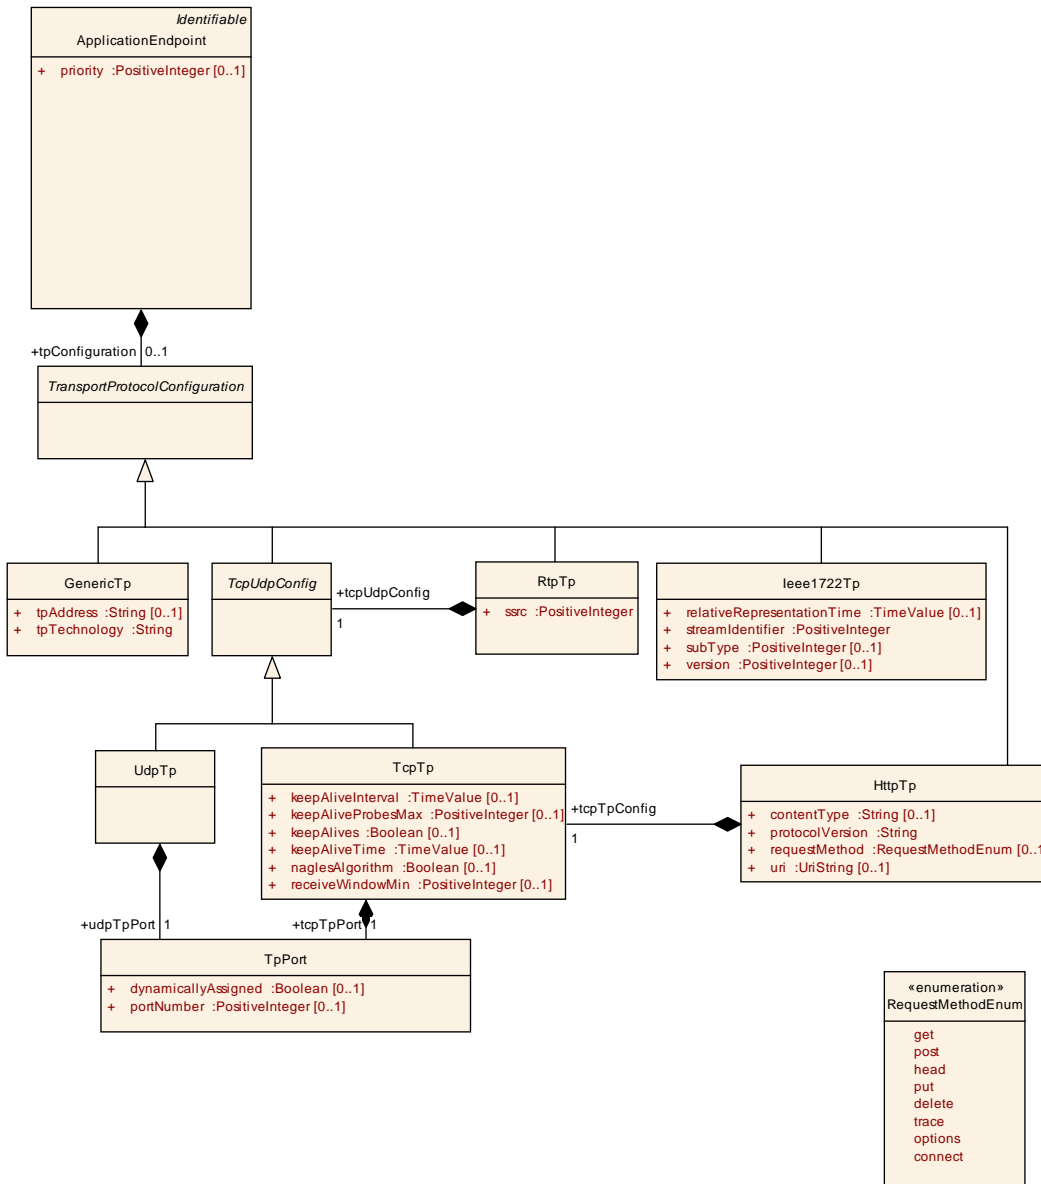 Identifiable
ApplicationEndpoint
+ priority :PositiveInteger [0..1]
+tpConfiguration 0..1
TransportProtocolConfiguration
GenericTp
+ tpAddress :String [0..1]
+ tpTechnology :String
TcpUdpConfig
+tcpUdpConfig
1
RtpTp
+ ssrc :PositiveInteger
Ieee1722Tp
+ relativeRepresentationTime :TimeValue [0..1]
+ streamIdentifier :PositiveInteger
+ subType :PositiveInteger [0..1]
+ version :PositiveInteger [0..1]
UdpTp
TcpTp
+ keepAliveInterval :TimeValue [0..1]
+ keepAliveProbesMax :PositiveInteger [0..1]
+ keepAlives :Boolean [0..1]
+ keepAliveTime :TimeValue [0..1]
+ naglesAlgorithm :Boolean [0..1]
+ receiveWindowMin :PositiveInteger [0..1]
+tcpTpConfig
1
HttpTp
+ contentType :String [0..1]
+ protocolVersion :String
+ requestMethod :RequestMethodEnum [0..1
+ uri :UriString [0..1]
+udpTpPort 1
+tcpTpPort 1
TpPort
+ dynamicallyAssigned :Boolean [0..1]
+ portNumber :PositiveInteger [0..1]
«enumeration»
RequestMethodEnum
get
post
head
put
delete
trace
options
connect